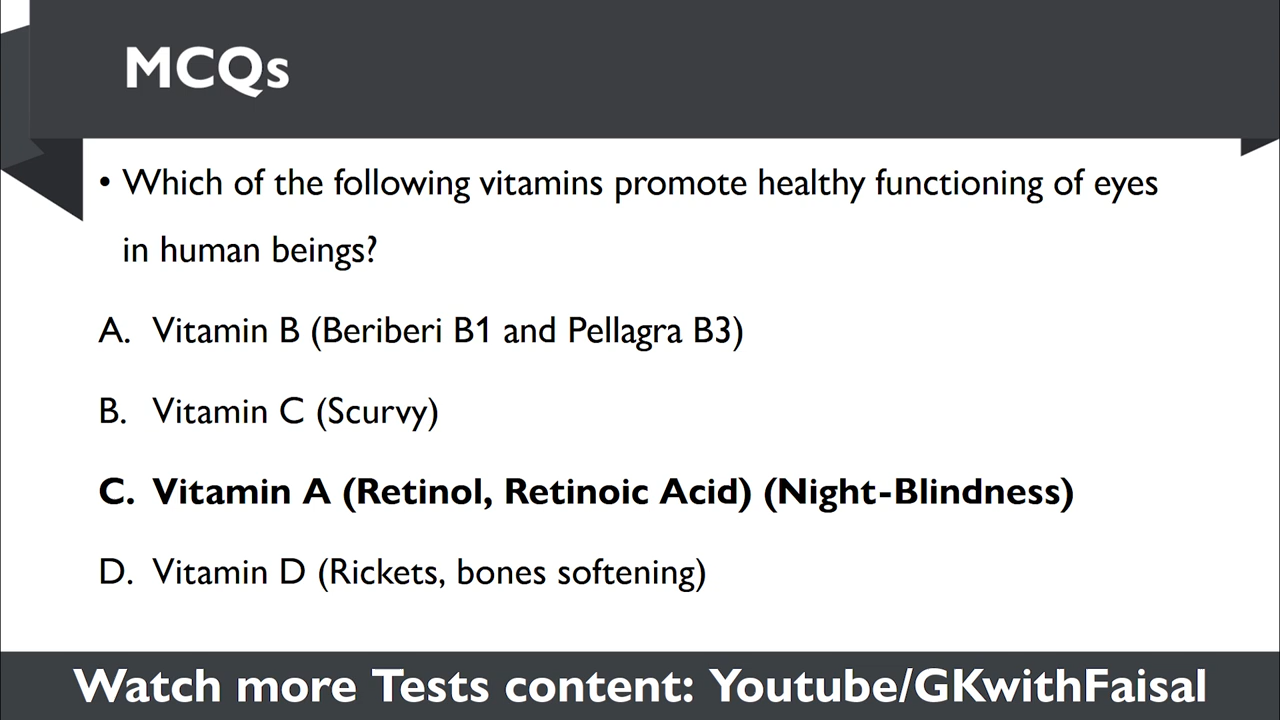 MCQs
• Which of the following vitamins promote healthy functioning of eyes
in human beings?
A. Vitamin B (Beriberi B1 and Pellagra B3)
B. Vitamin C (Scurvy)
C. Vitamin A (Retinol, Retinoic Acid) (Night-Blindness)
D. Vitamin D (Rickets, bones softening)
Watch more Tests content: Youtube/GKwithFaisal